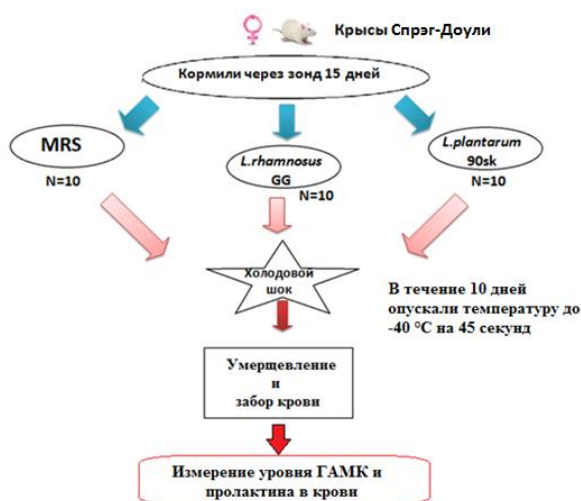 Крысы Спрэг-Доули
Кормили через зонд 15 дней
MRS
N=10
L.rhamnosus
GG
N=10
L.plantarum
90sk
N=10
Холодовой
шок
В течение 10 дней
опускали температуру до
-40 °C на 45 секунд
Умерщевление
и
забор крови
Измерение уровня ГАМК и
пролактина в крови